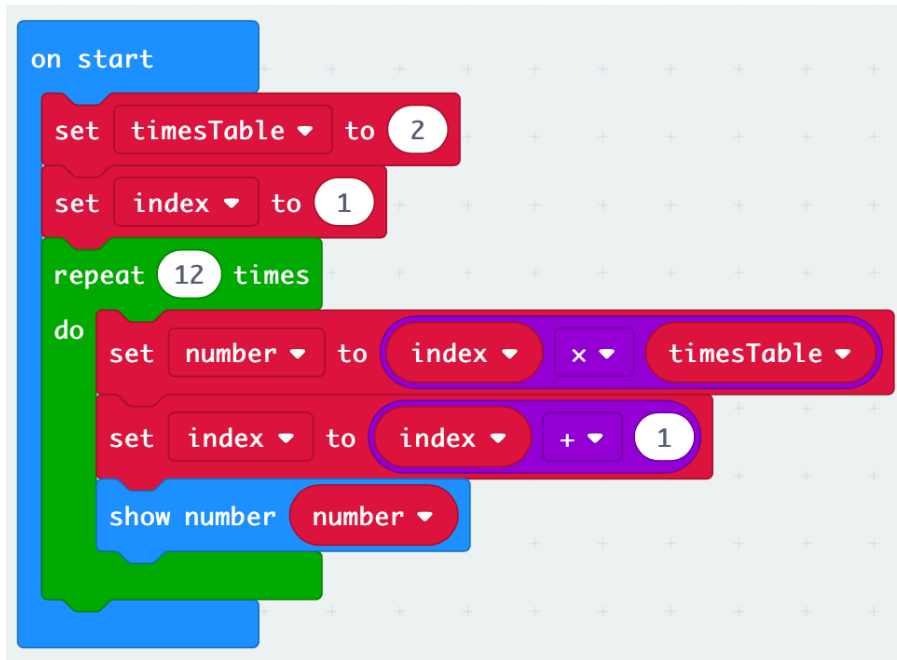 on start
set timesTable to 2
set index to 1
repeat 12 times
do
set number to index × timesTable
set index to index + 1
show number number